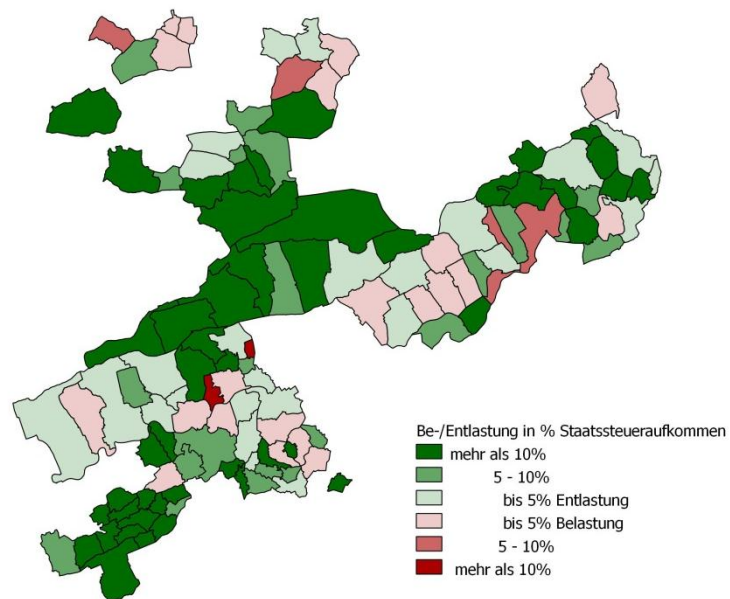 Be-/Entlastung in % Staatssteueraufkommen
mehr als 10%
5 - 10%
bis 5% Entlastung
bis 5% Belastung
5 - 10%
mehr als 10%